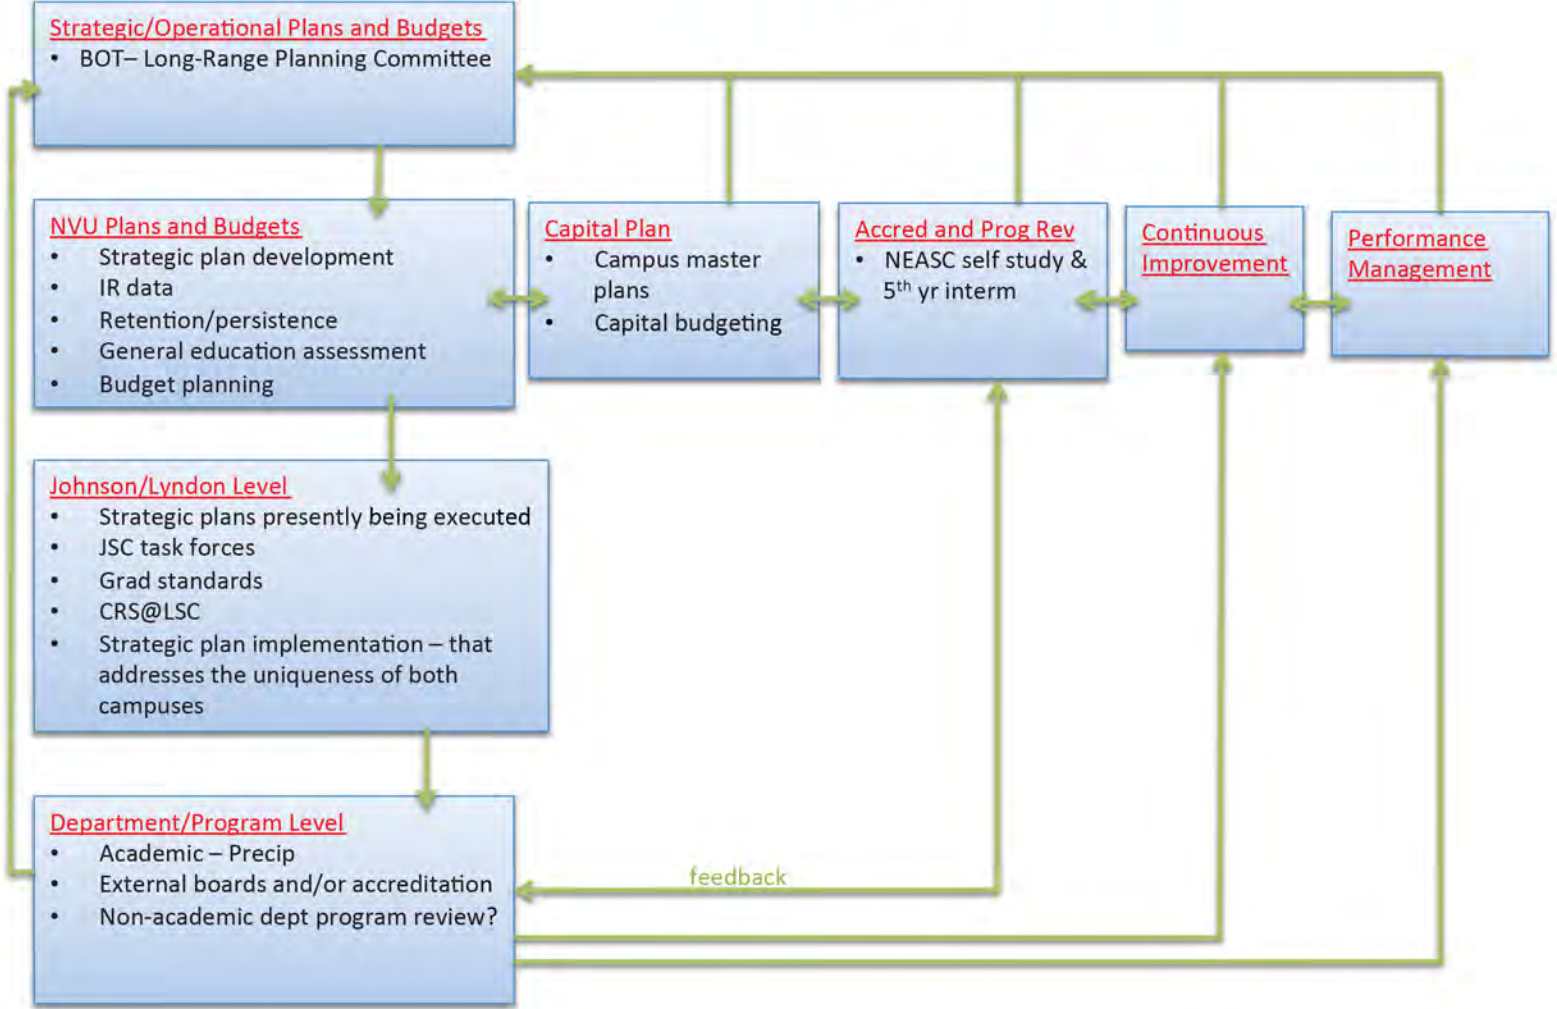 Strategic/Operational Plans and Budgets
• BOT– Long-Range Planning Committee
NVU Plans and Budgets
• Strategic plan development
• IR data
• Retention/persistence
• General education assessment
• Budget planning
Capital Plan
• Campus master
plans
• Capital budgeting
Accred and Prog Rev
• NEASC self study &
5th yr interm
Continuous
Improvement
Performance
Management
Johnson/Lyndon Level
• Strategic plans presently being executed
• JSC task forces
• Grad standards
• CRS@LSC
• Strategic plan implementation – that
addresses the uniqueness of both
campuses
Department/Program Level
• Academic – Precip
• External boards and/or accreditation
• Non-academic dept program review?
feedback